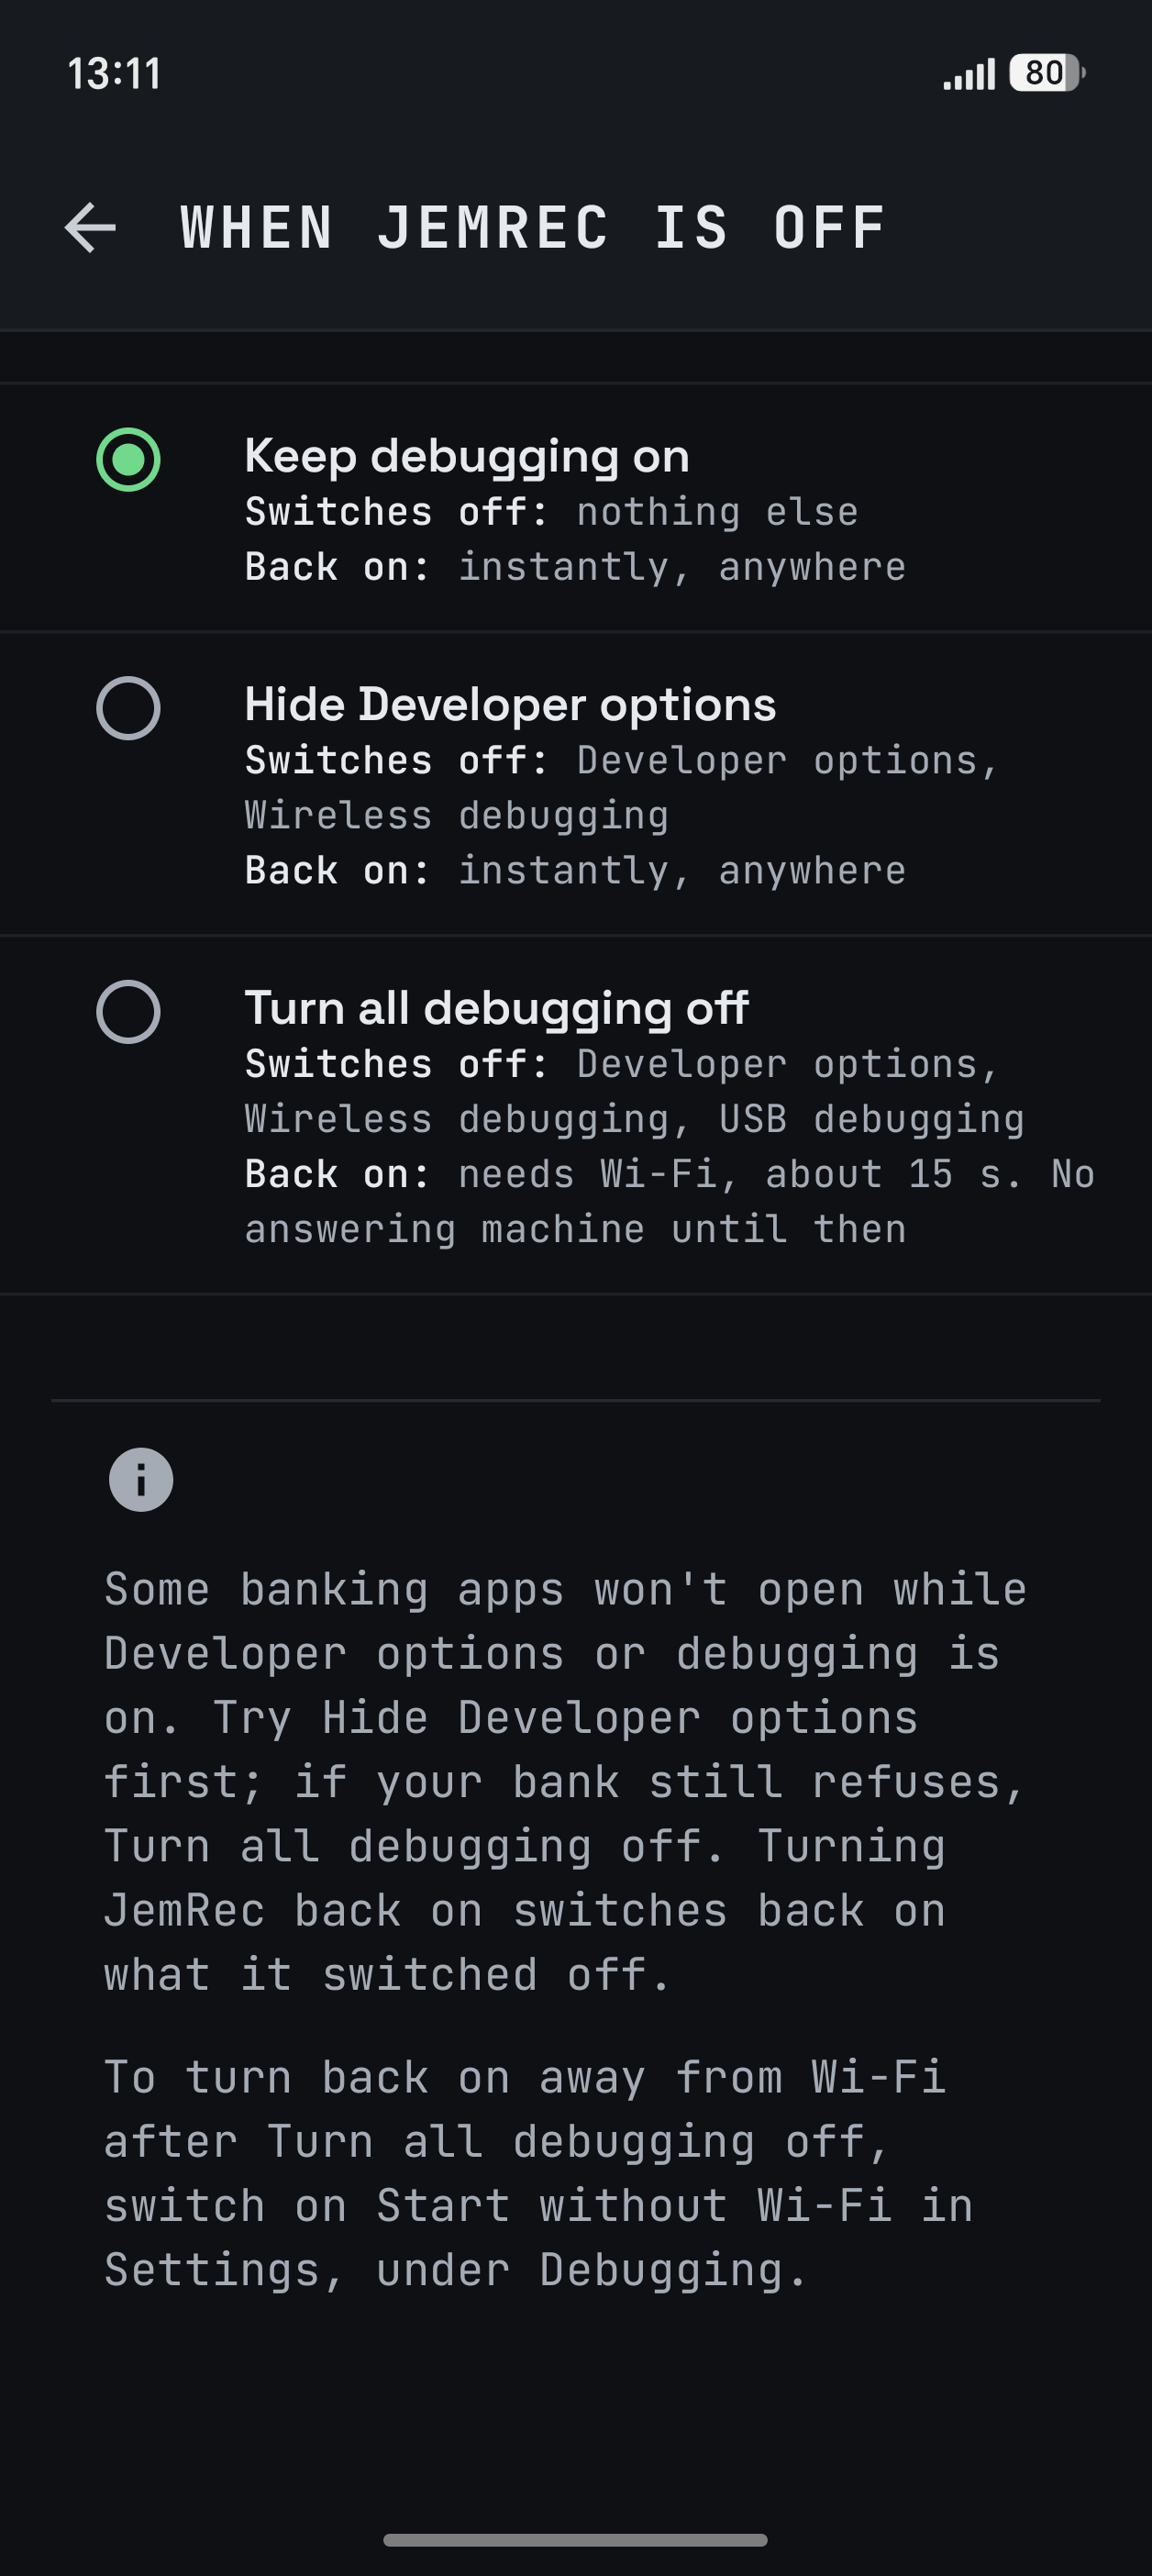 13:11
80
WHEN JEMREC IS OFF
Keep debugging on
Switches off: nothing else
Back on: instantly, anywhere
Hide Developer options
Switches off: Developer options,
Wireless debugging
Back on: instantly, anywhere
Turn all debugging off
Switches off: Developer options,
Wireless debugging, USB debugging
Back on: needs Wi-Fi, about 15 s. No
answering machine until then
Some banking apps won't open while
Developer options or debugging is
on. Try Hide Developer options
first; if your bank still refuses,
Turn all debugging off. Turning
JemRec back on switches back on
what it switched off.
To turn back on away from Wi-Fi
after Turn all debugging off,
switch on Start without Wi-Fi in
Settings, under Debugging.